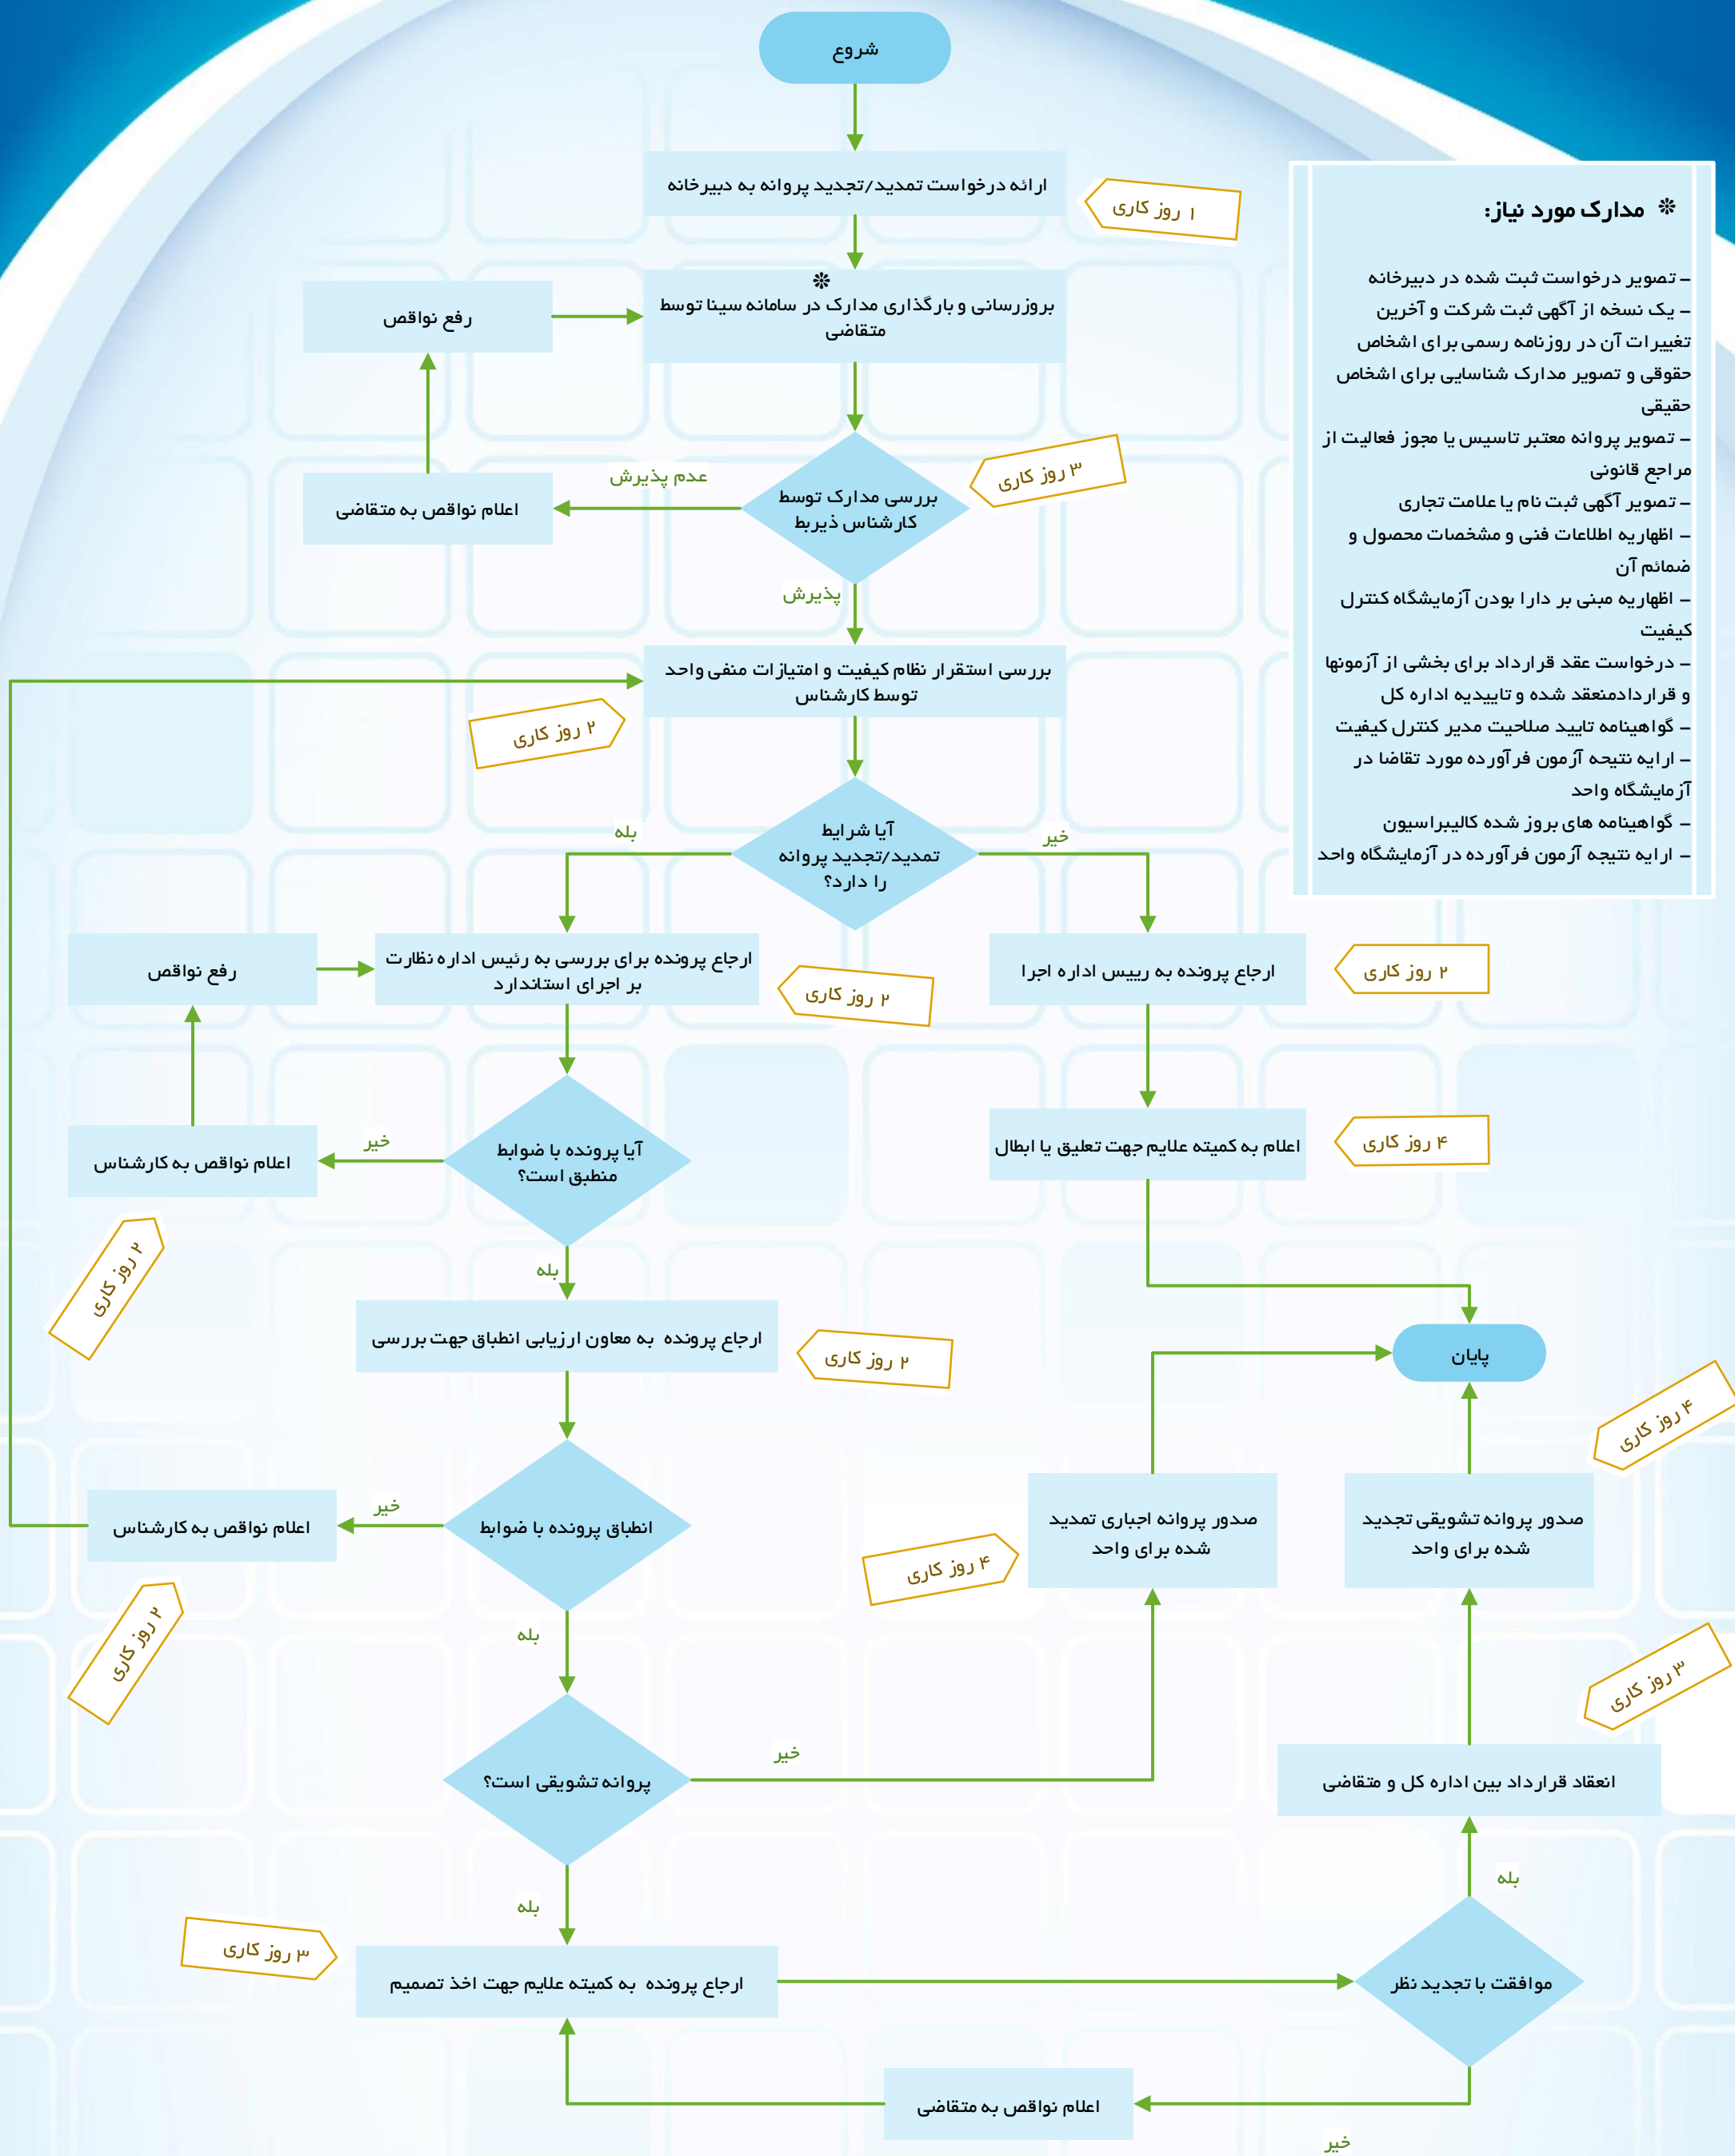 شروع
ارائه درخواست تمدید/تجدید پروانه به دبیرخانه
۱ روز کاری
❊ مدارک مورد نیاز:
– تصویر درخواست ثبت شده در دبیرخانه
– یک نسخه از آگهی ثبت شرکت و آخرین
تغییرات آن در روزنامه رسمی برای اشخاص
حقوقی و تصویر مدارک شناسایی برای اشخاص
حقیقی
– تصویر پروانه معتبر تاسیس یا مجوز فعالیت از
مراجع قانونی
– تصویر آگهی ثبت نام یا علامت تجاری
– اظهاریه اطلاعات فنی و مشخصات محصول و
ضمائم آن
– اظهاریه مبنی بر دارا بودن آزمایشگاه کنترل
کیفیت
– درخواست عقد قرارداد برای بخشی از آزمونها
و قراردادمنعقد شده و تاییدیه اداره کل
– گواهینامه تایید صلاحیت مدیر کنترل کیفیت
– ارایه نتیحه آزمون فرآورده مورد تقاضا در
آزمایشگاه واحد
– گواهینامه های بروز شده کالیبراسیون
– ارایه نتیجه آزمون فرآورده در آزمایشگاه واحد
❊
بروزرسانی و بارگذاری مدارک در سامانه سینا توسط
متقاضی
رفع نواقص
بررسی مدارک توسط
کارشناس ذیربط
۳ روز کاری
عدم پذیرش
اعلام نواقص به متقاضی
پذیرش
بررسی استقرار نظام کیفیت و امتیازات منفی واحد
توسط کارشناس
۲ روز کاری
آیا شرایط
تمدید/تجدید پروانه
را دارد؟
خیر
بله
ارجاع پرونده به رییس اداره اجرا
۲ روز کاری
ارجاع پرونده برای بررسی به رئیس اداره نظارت
بر اجرای استاندارد
۲ روز کاری
رفع نواقص
اعلام به کمیته علایم جهت تعلیق یا ابطال
۴ روز کاری
آیا پرونده با ضوابط
منطبق است؟
خیر
اعلام نواقص به کارشناس
۲ روز کاری
بله
ارجاع پرونده به معاون ارزیابی انطباق جهت بررسی
۲ روز کاری
پایان
انطباق پرونده با ضوابط
خیر
اعلام نواقص به کارشناس
۲ روز کاری
بله
صدور پروانه تشویقی تجدید
شده برای واحد
۴ روز کاری
صدور پروانه اجباری تمدید
شده برای واحد
۴ روز کاری
پروانه تشویقی است؟
خیر
بله
انعقاد قرارداد بین اداره کل و متقاضی
۳ روز کاری
بله
ارجاع پرونده به کمیته علایم جهت اخذ تصمیم
۳ روز کاری
موافقت با تجدید نظر
خیر
اعلام نواقص به متقاضی